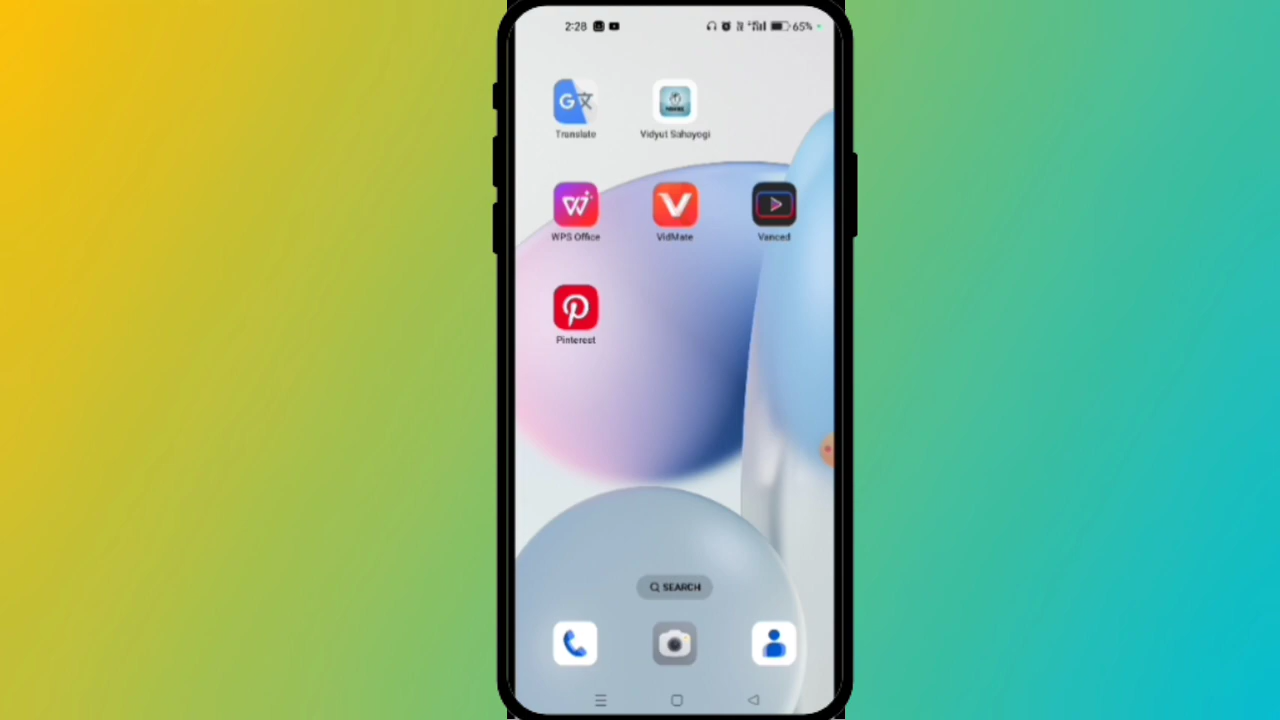 2:28
65%
Translate
Vidyut Sahayogi
WPS Office
VidMate
Vanced
Pinterest
SEARCH